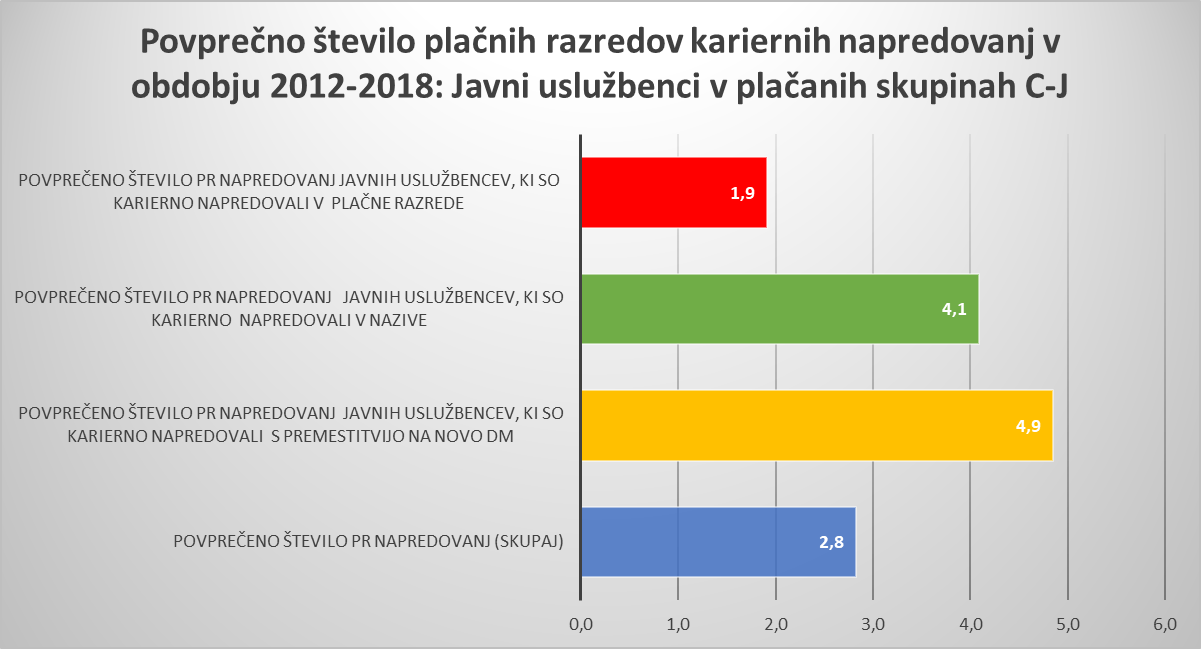 Povprečno število plačnih razredov kariernih napredovanj v
obdobju 2012-2018: Javni uslužbenci v plačanih skupinah C-J
POVPREČENO ŠTEVILO PR NAPREDOVANJ JAVNIH USLUŽBENCEV, KI SO
KARIERNO NAPREDOVALI V PLAČNE RAZREDE
1,9
POVPREČENO ŠTEVILO PR NAPREDOVANJ JAVNIH USLUŽBENCEV, KI SO
KARIERNO NAPREDOVALI V NAZIVE
4,1
POVPREČENO ŠTEVILO PR NAPREDOVANJ JAVNIH USLUŽBENCEV, KI SO
KARIERNO NAPREDOVALI S PREMESTITVIJO NA NOVO DM
4,9
POVPREČENO ŠTEVILO PR NAPREDOVANJ (SKUPAJ)
2,8
0,0 1,0 2,0 3,0 4,0 5,0 6,0